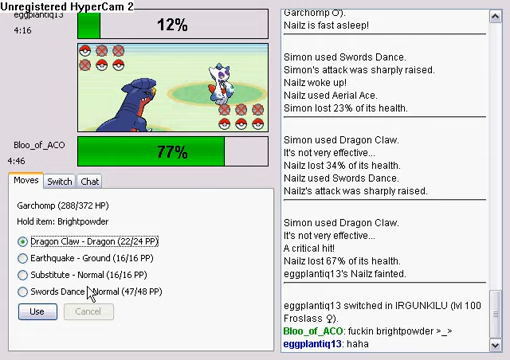 Unregistered HyperCam 2
eggplantiq13
4:16
12%
Bloo_of_ACO
4:46
77%
Moves
Switch
Chat
Garchomp (288/372 HP)
Hold item: Brightpowder
Dragon Claw - Dragon (22/24 PP)
Earthquake - Ground (16/16 PP)
Substitute - Normal (16/16 PP)
Swords Dance - Normal (47/48 PP)
Use
Cancel
Garchomp ♂).
Nailz is fast asleep!
Simon used Swords Dance.
Simon's attack was sharply raised.
Nailz woke up!
Nailz used Aerial Ace.
Simon lost 23% of its health.
Simon used Dragon Claw.
It's not very effective...
Nailz lost 34% of its health.
Nailz used Swords Dance.
Nailz's attack was sharply raised.
Simon used Dragon Claw.
It's not very effective...
A critical hit!
Nailz lost 67% of its health.
eggplantiq13's Nailz fainted.
eggplantiq13 switched in IRGUNKILU (lvl 100
Froslass ♀).
Bloo_of_ACO: fuckin brightpowder >_>
eggplantiq13: haha